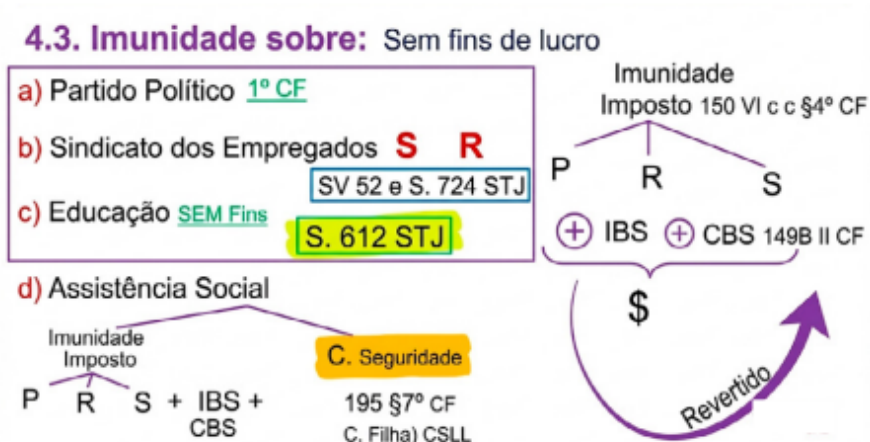 4.3. Imunidade sobre: Sem fins de lucro
a) Partido Político 1º CF
b) Sindicato dos Empregados S R
SV 52 e S. 724 STJ
c) Educação SEM Fins
S. 612 STJ
Imunidade
Imposto 150 VI c c §4º CF
P R S
+ IBS + CBS 149B II CF
$
Revertido
d) Assistência Social
Imunidade
Imposto
P R S + IBS +
CBS
C. Seguridade
195 §7º CF
C. Filha) CSLL